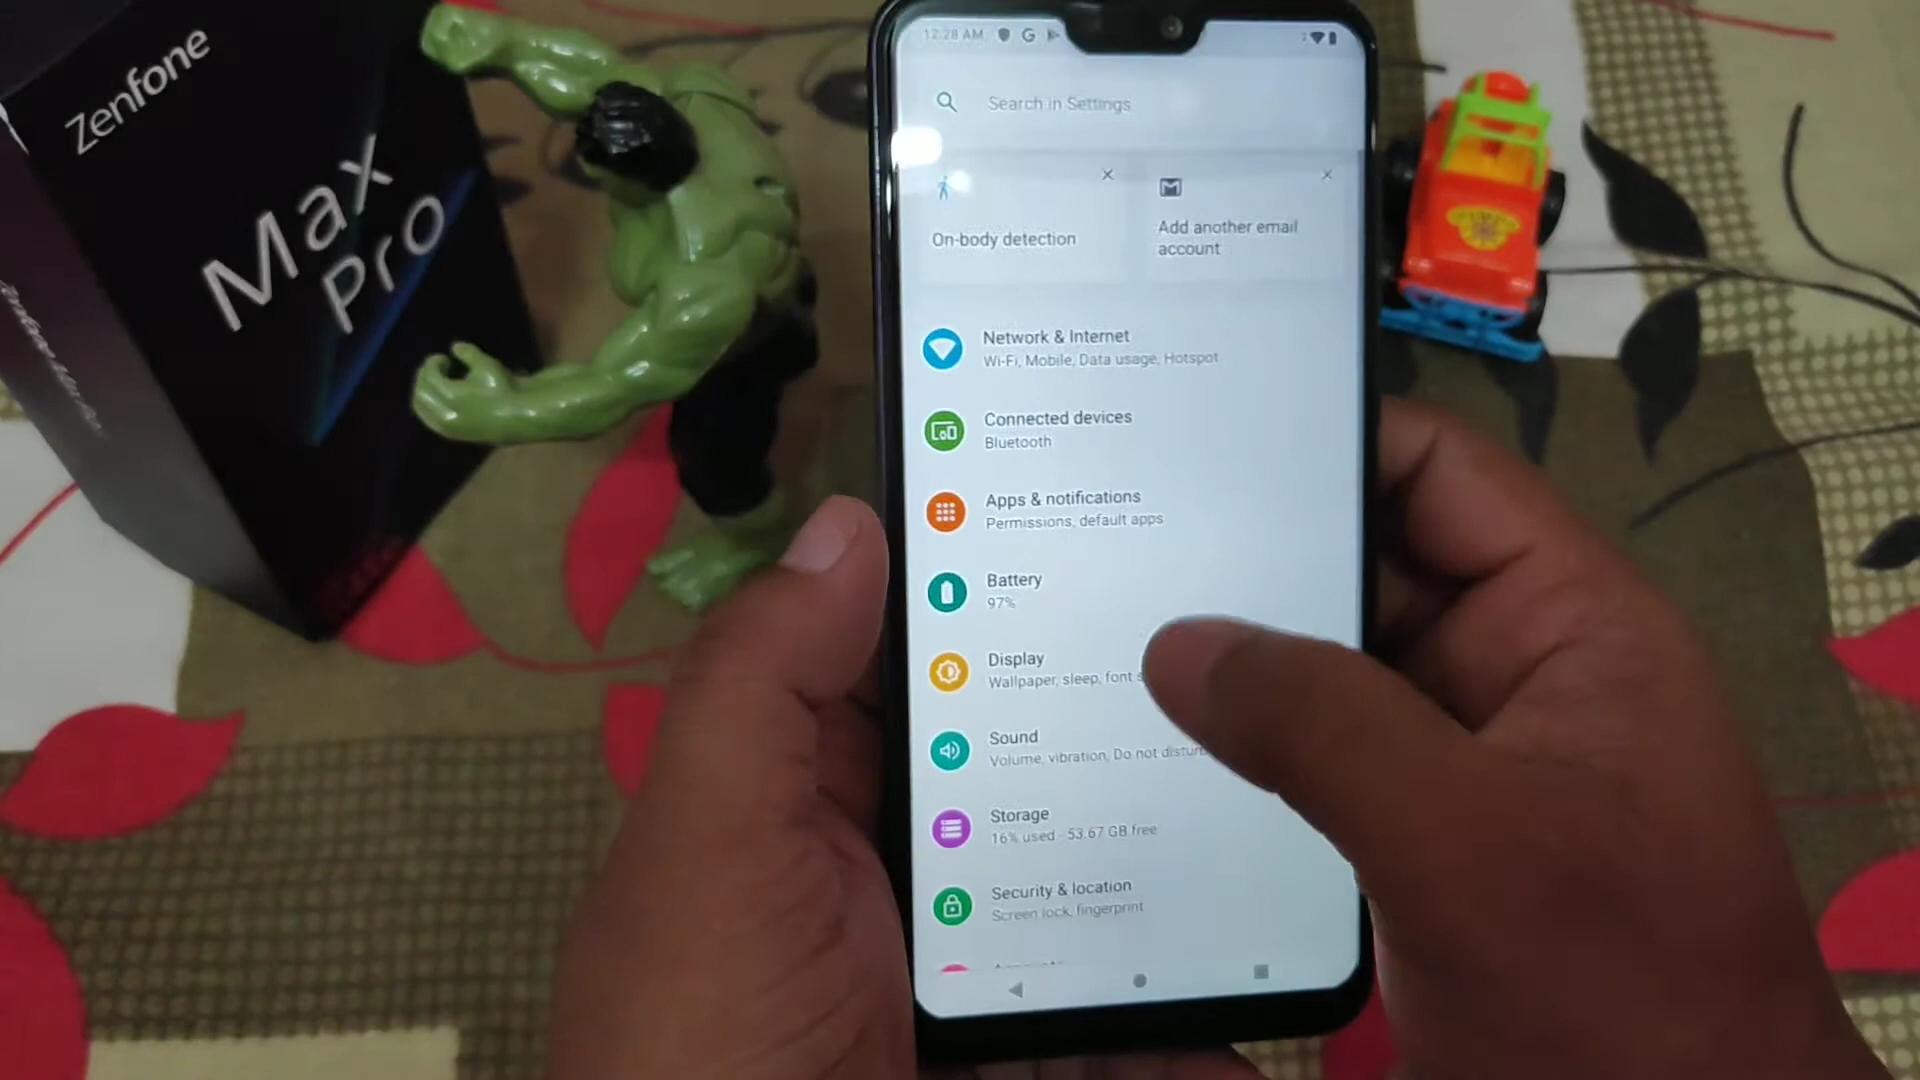 Zenfone
Max
Pro
12:28 AM
Search in Settings
On-body detection
Add another email
account
Network & Internet
Wi-Fi, Mobile, Data usage, Hotspot
Connected devices
Bluetooth
Apps & notifications
Permissions, default apps
Battery
97%
Display
Wallpaper, sleep, font
Sound
Volume, vibration, Do not disturb
Storage
16% used - 53.67 GB free
Security & location
Screen lock, fingerprint